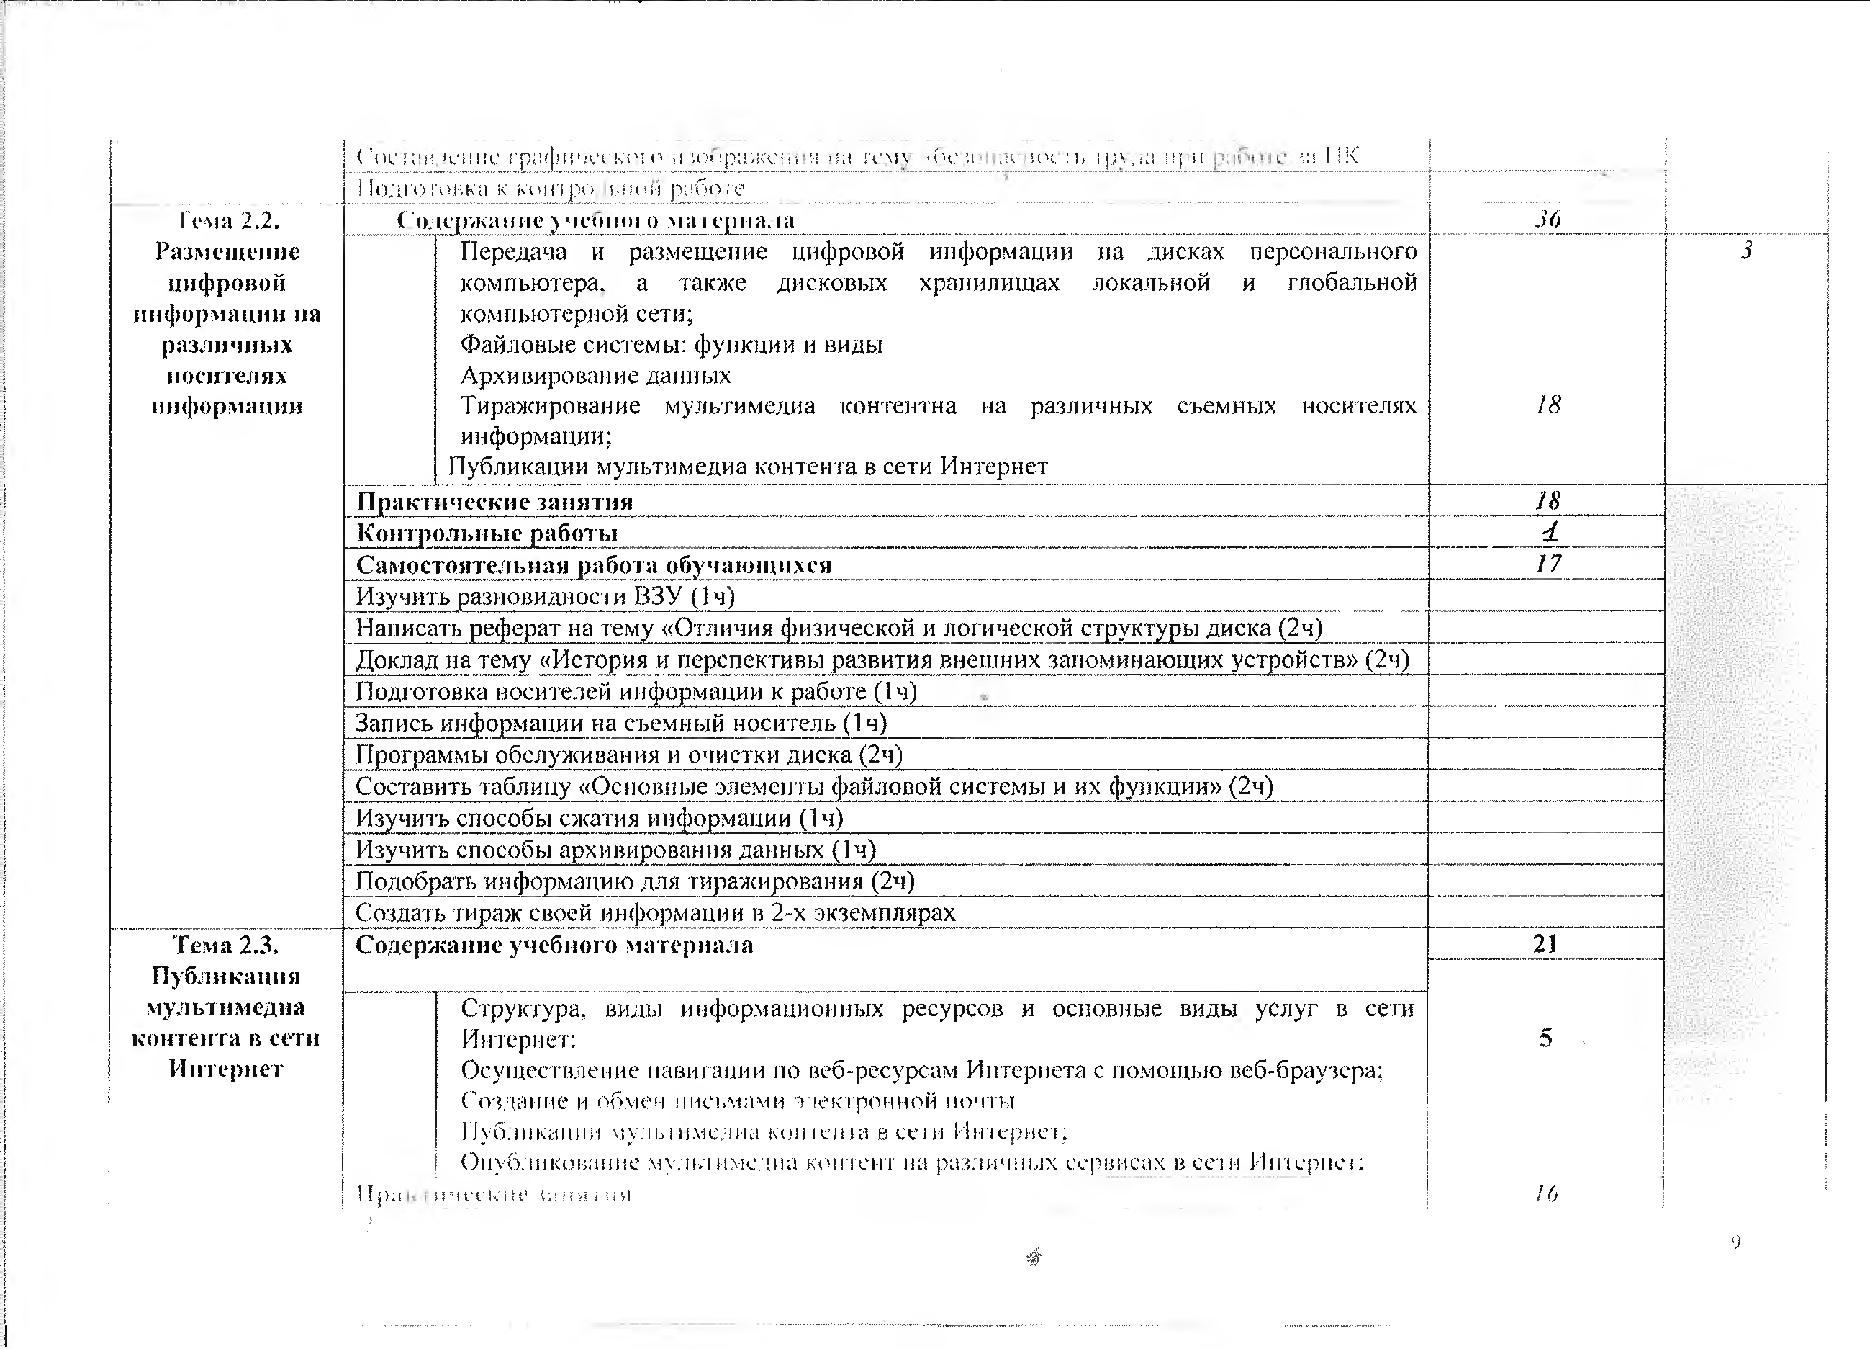 Составление графического изображения на тему безопасность труда при работе на ПК
Подготовка к контрольной работе
Тема 2.2.
Размещение
цифровой
информации на
различных
носителях
информации
Содержание учебного материала
36
Передача и размещение цифровой информации на дисках персонального
компьютера, а также дисковых хранилищах локальной и глобальной
компьютерной сети;
Файловые системы: функции и виды
Архивирование данных
Тиражирование мультимедиа контентна на различных съемных носителях
информации;
Публикации мультимедиа контента в сети Интернет
18
3
Практические занятия
18
Контрольные работы
1
Самостоятельная работа обучающихся
17
Изучить разновидности ВЗУ (1ч)
Написать реферат на тему «Отличия физической и логической структуры диска (2ч)
Доклад на тему «История и перспективы развития внешних запоминающих устройств» (2ч)
Подготовка носителей информации к работе (1ч)
Запись информации на съемный носитель (1ч)
Программы обслуживания и очистки диска (2ч)
Составить таблицу «Основные элементы файловой системы и их функции» (2ч)
Изучить способы сжатия информации (1ч)
Изучить способы архивирования данных (1ч)
Подобрать информацию для тиражирования (2ч)
Создать тираж своей информации в 2-х экземплярах
Тема 2.3.
Публикация
мультимедиа
контента в сети
Интернет
Содержание учебного материала
21
Структура, виды информационных ресурсов и основные виды услуг в сети
Интернет:
Осуществление навигации по веб-ресурсам Интернета с помощью веб-браузера;
Создание и обмен письмами электронной почты
Публикации мультимедиа контента в сети Интернет;
Опубликование мультимедиа контент на различных сервисах в сети Интернет;
5
Практические занятия
16
9